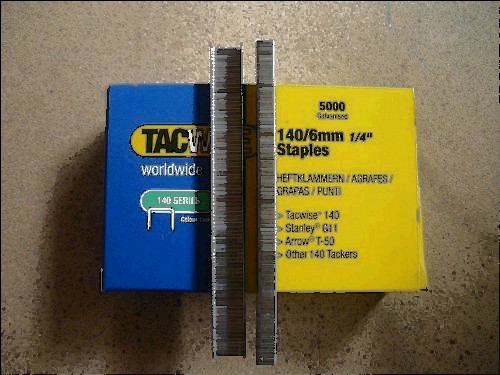 TACW E
worldwide
140 SERIES
5000
Galvanised
140/6mm 1/4"
Staples
HEFTKLAMMERN / AGRAFES /
GRAPAS / PUNTI
> Tacwise® 140
> Stanley® G11
> Arrow® T-50
> Other 140 Tackers